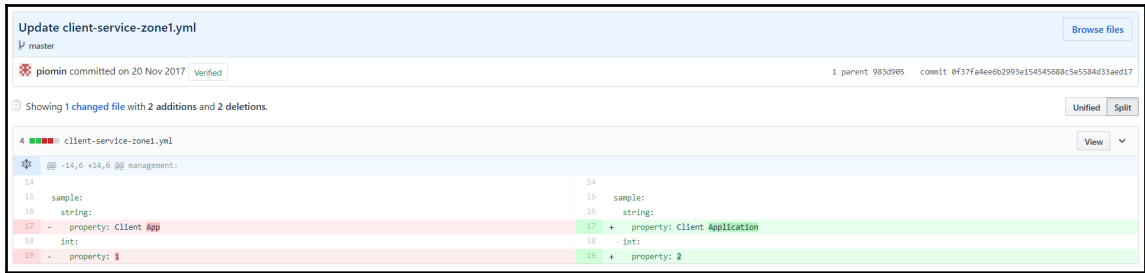 Update client-service-zone1.yml
Browse files
master
piomin committed on 20 Nov 2017 Verified
1 parent 983d905 commit 0f37fa4ee6b2993e154545688c5e5584d33aed17
Showing 1 changed file with 2 additions and 2 deletions.
Unified Split
4 client-service-zone1.yml
View
@@ -14,6 +14,6 @@ management:
14 14
15 sample: 15 sample:
16 string: 16 string:
17 - property: Client App 17 + property: Client Application
18 int: 18 int:
19 - property: 1 19 + property: 2